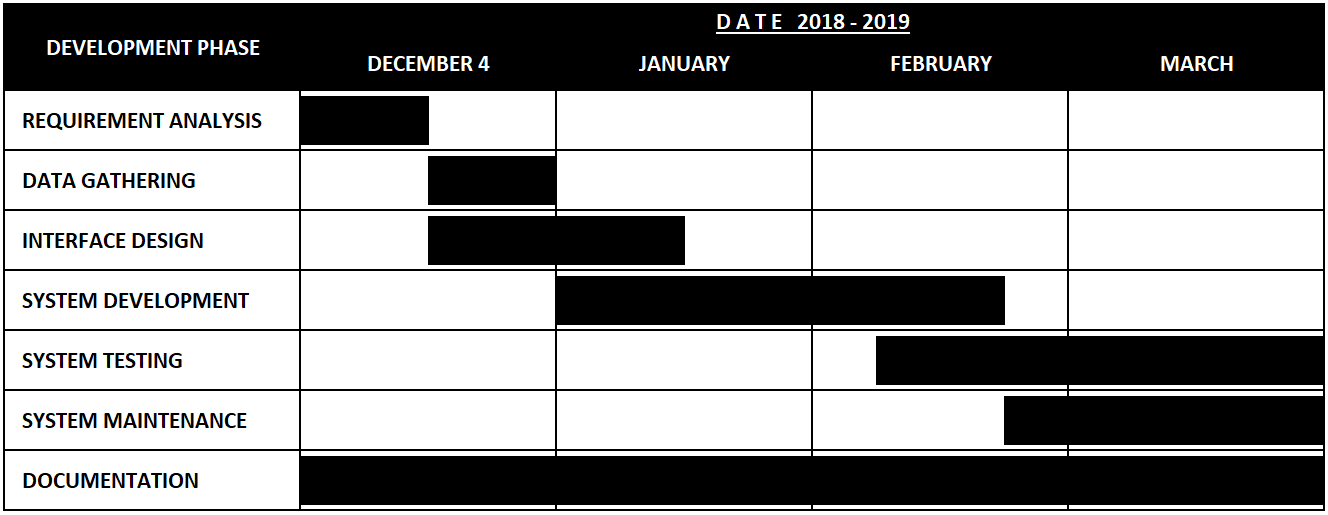 DEVELOPMENT PHASE
D A T E 2018 - 2019
DECEMBER 4 JANUARY FEBRUARY MARCH
REQUIREMENT ANALYSIS
DATA GATHERING
INTERFACE DESIGN
SYSTEM DEVELOPMENT
SYSTEM TESTING
SYSTEM MAINTENANCE
DOCUMENTATION